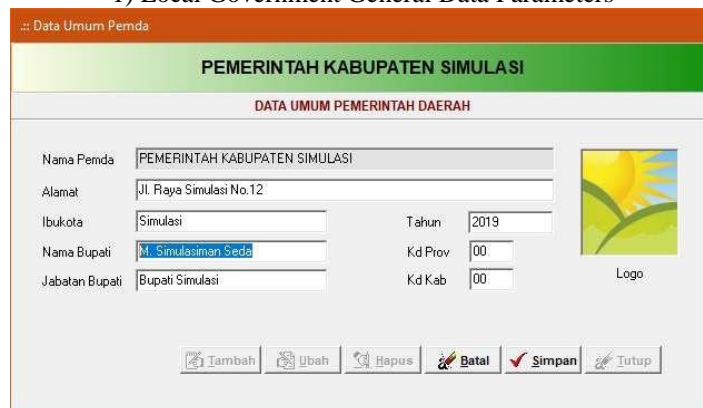 1) Local Government General Data Parameters
.:: Data Umum Pemda
PEMERINTAH KABUPATEN SIMULASI
DATA UMUM PEMERINTAH DAERAH
Nama Pemda PEMERINTAH KABUPATEN SIMULASI
Alamat Jl. Raya Simulasi No.12
Ibukota Simulasi Tahun 2019
Nama Bupati M. Simulasiman Seda Kd Prov 00
Jabatan Bupati Bupati Simulasi Kd Kab 00
Logo
Tambah Ubah Hapus Batal Simpan Tutup